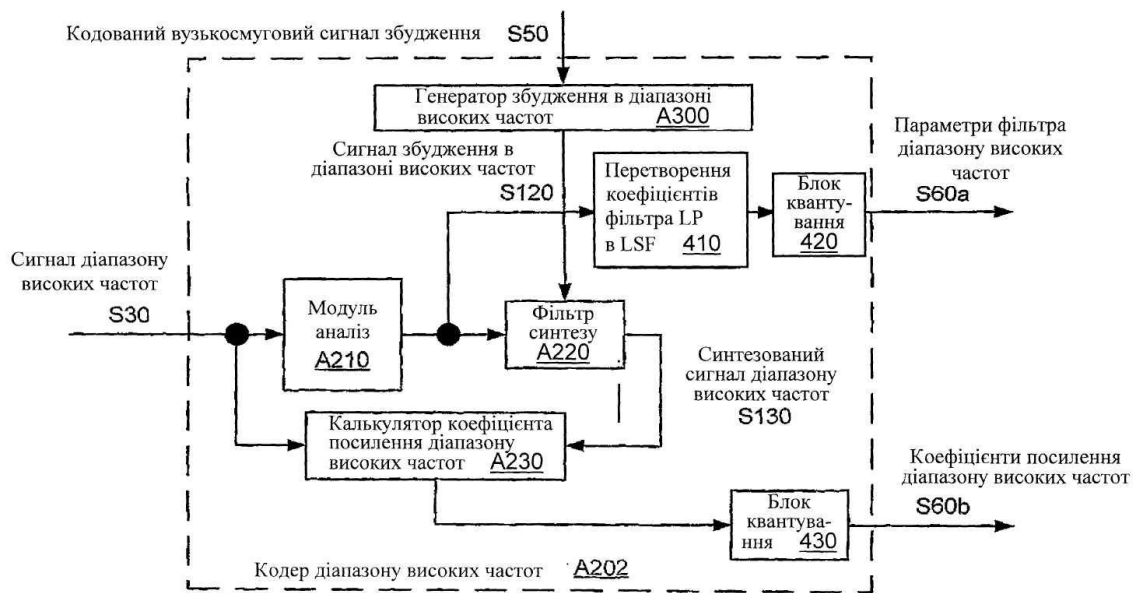 Кодований вузькосмуговий сигнал збудження S50
Генератор збудження в діапазоні
високих частот A300
Сигнал збудження в
діапазоні високих частот
S120
Перетворення
коефіцієнтів
фільтра LP
в LSF 410
Блок
кванту-
вання
420
Параметри фільтра
діапазону високих
частот
S60a
Сигнал діапазону
високих частот
S30
Модуль
аналіз
A210
Фільтр
синтезу
A220
Синтезований
сигнал діапазону
високих частот
S130
Калькулятор коефіцієнта
посилення діапазону
високих частот A230
Блок
квантува-
ння 430
Коефіцієнти посилення
діапазону високих частот
S60b
Кодер діапазону високих частот A202